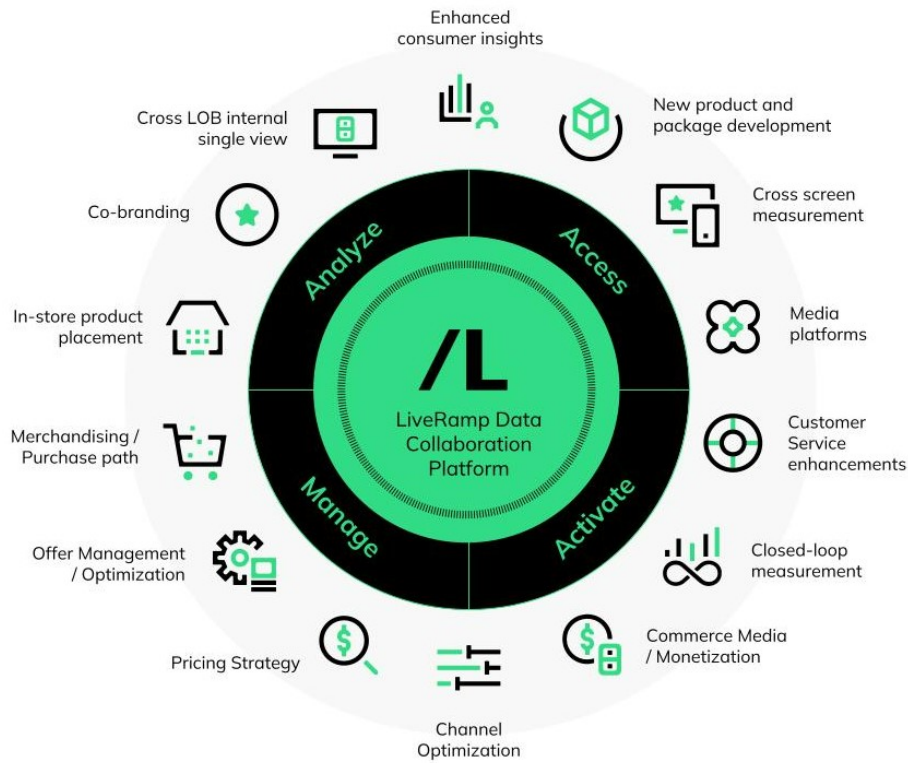 Enhanced
consumer insights
New product and
package development
Cross screen
measurement
Media
platforms
Customer
Service
enhancements
Closed-loop
measurement
Commerce Media
/ Monetization
Channel
Optimization
Pricing Strategy
Offer Management
/ Optimization
Merchandising /
Purchase path
In-store product
placement
Co-branding
Cross LOB internal
single view
Analyze
Access
Activate
Manage
/L
LiveRamp Data
Collaboration
Platform